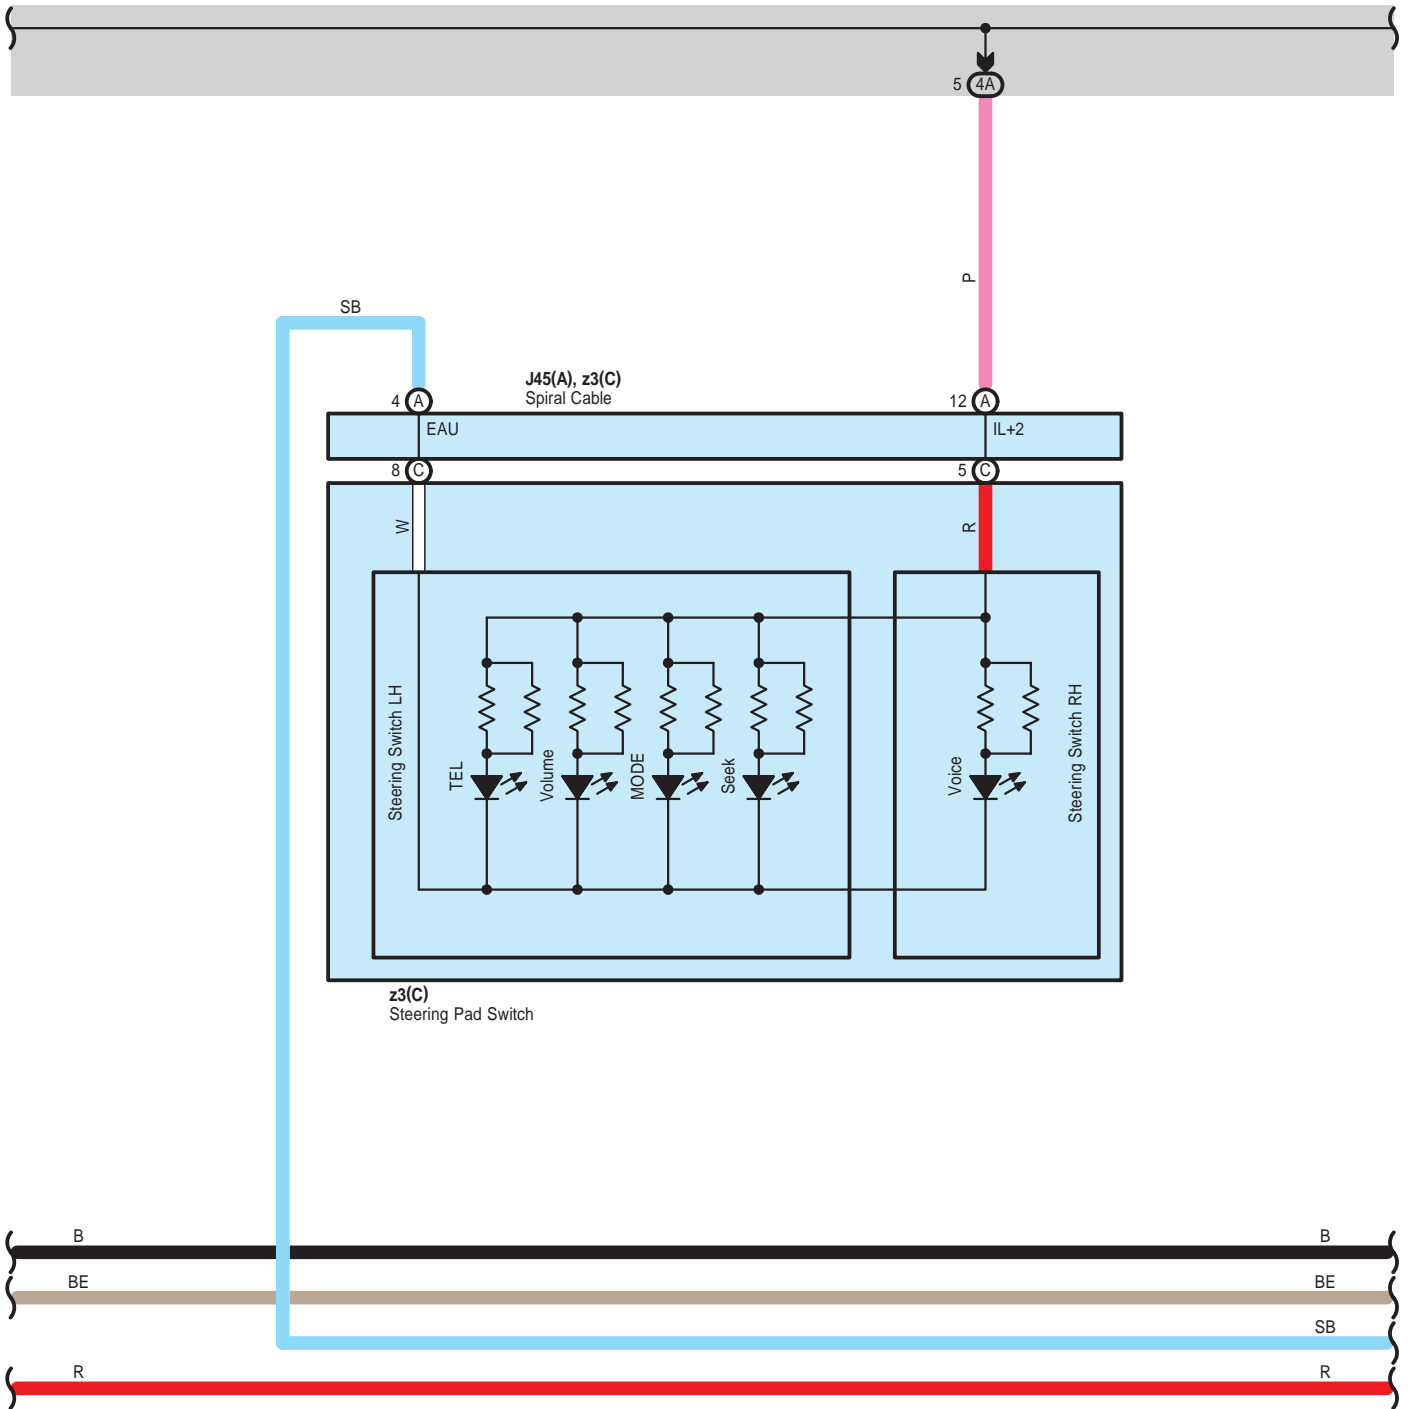 5 4A
P
SB
J45(A), z3(C)
Spiral Cable
4 A
12 A
EAU
IL+2
8 C
5 C
W
R
Steering Switch LH
TEL
Volume
MODE
Seek
Voice
Steering Switch RH
z3(C)
Steering Pad Switch
B
B
BE
BE
SB
R
R